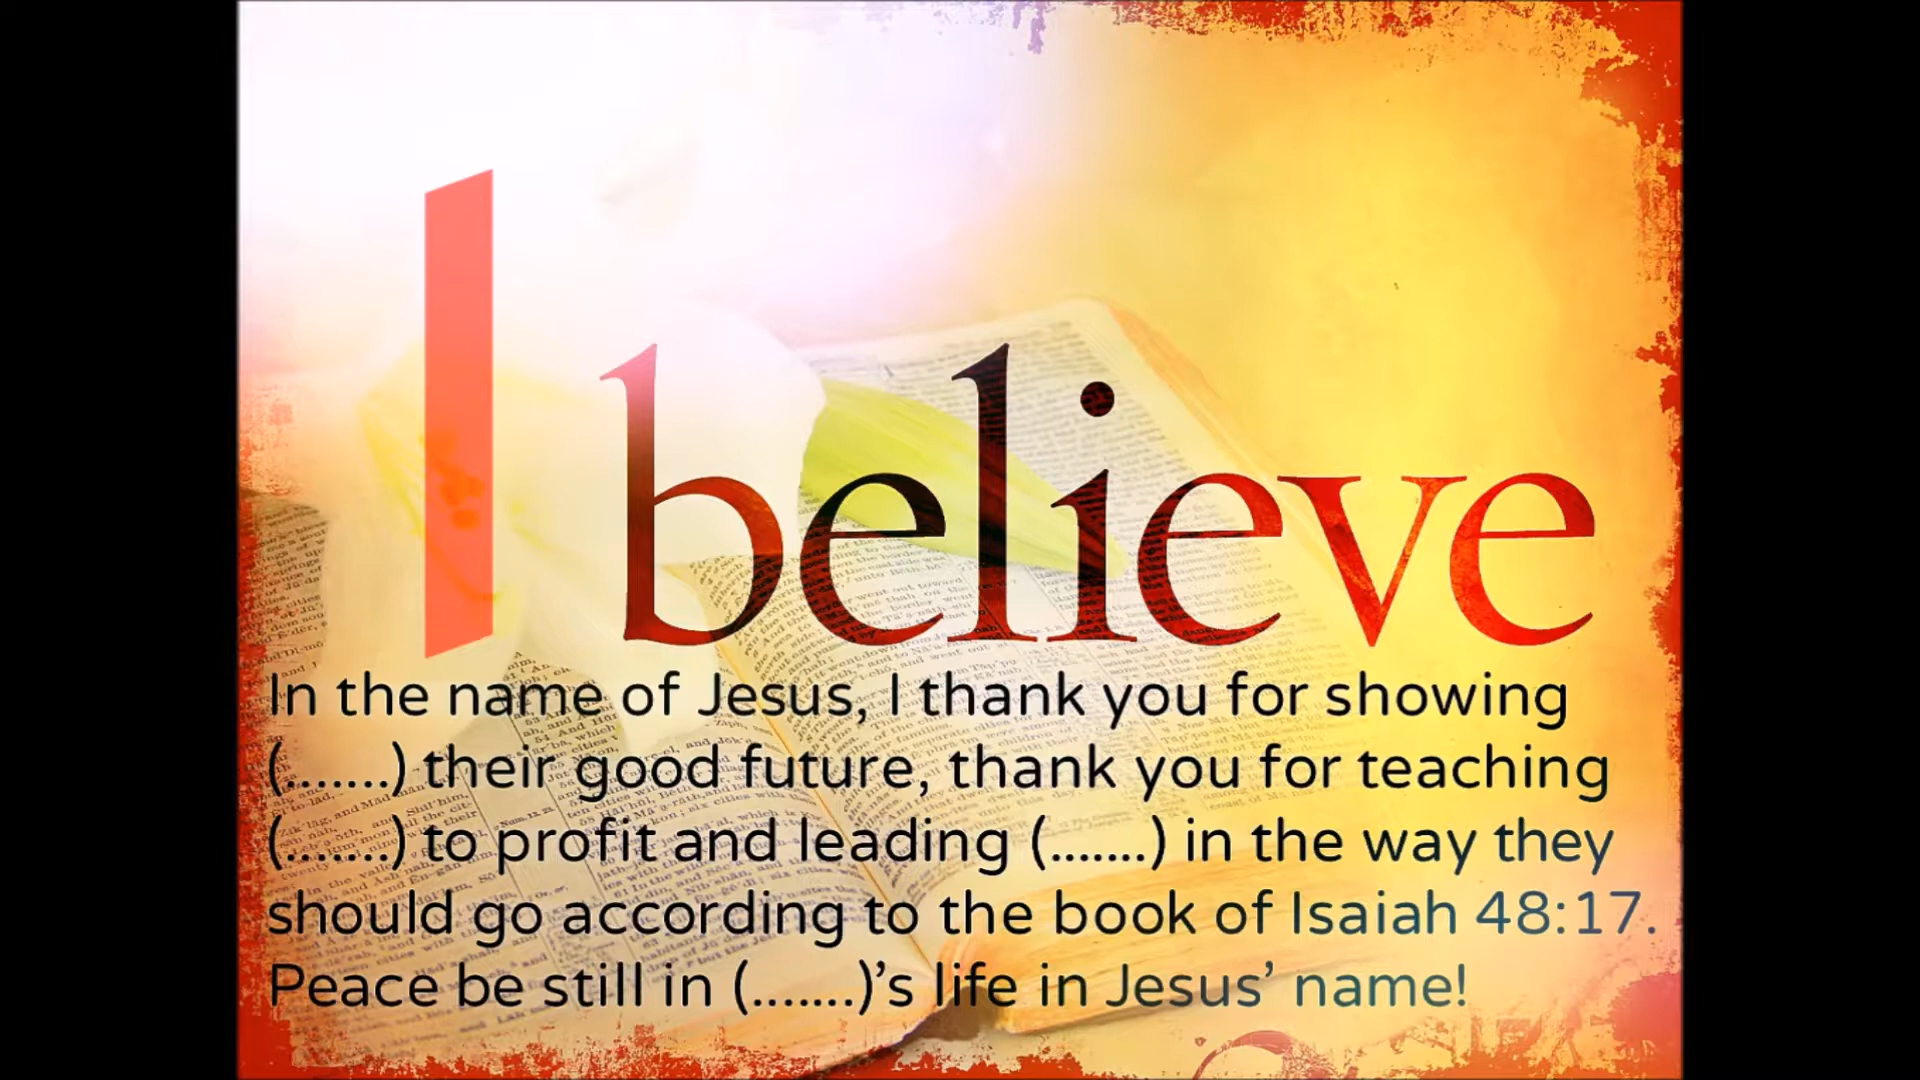 I believe
In the name of Jesus, I thank you for showing
(.......) their good future, thank you for teaching
(.......) to profit and leading (.......) in the way they
should go according to the book of Isaiah 48:17.
Peace be still in (.......)’s life in Jesus’ name!